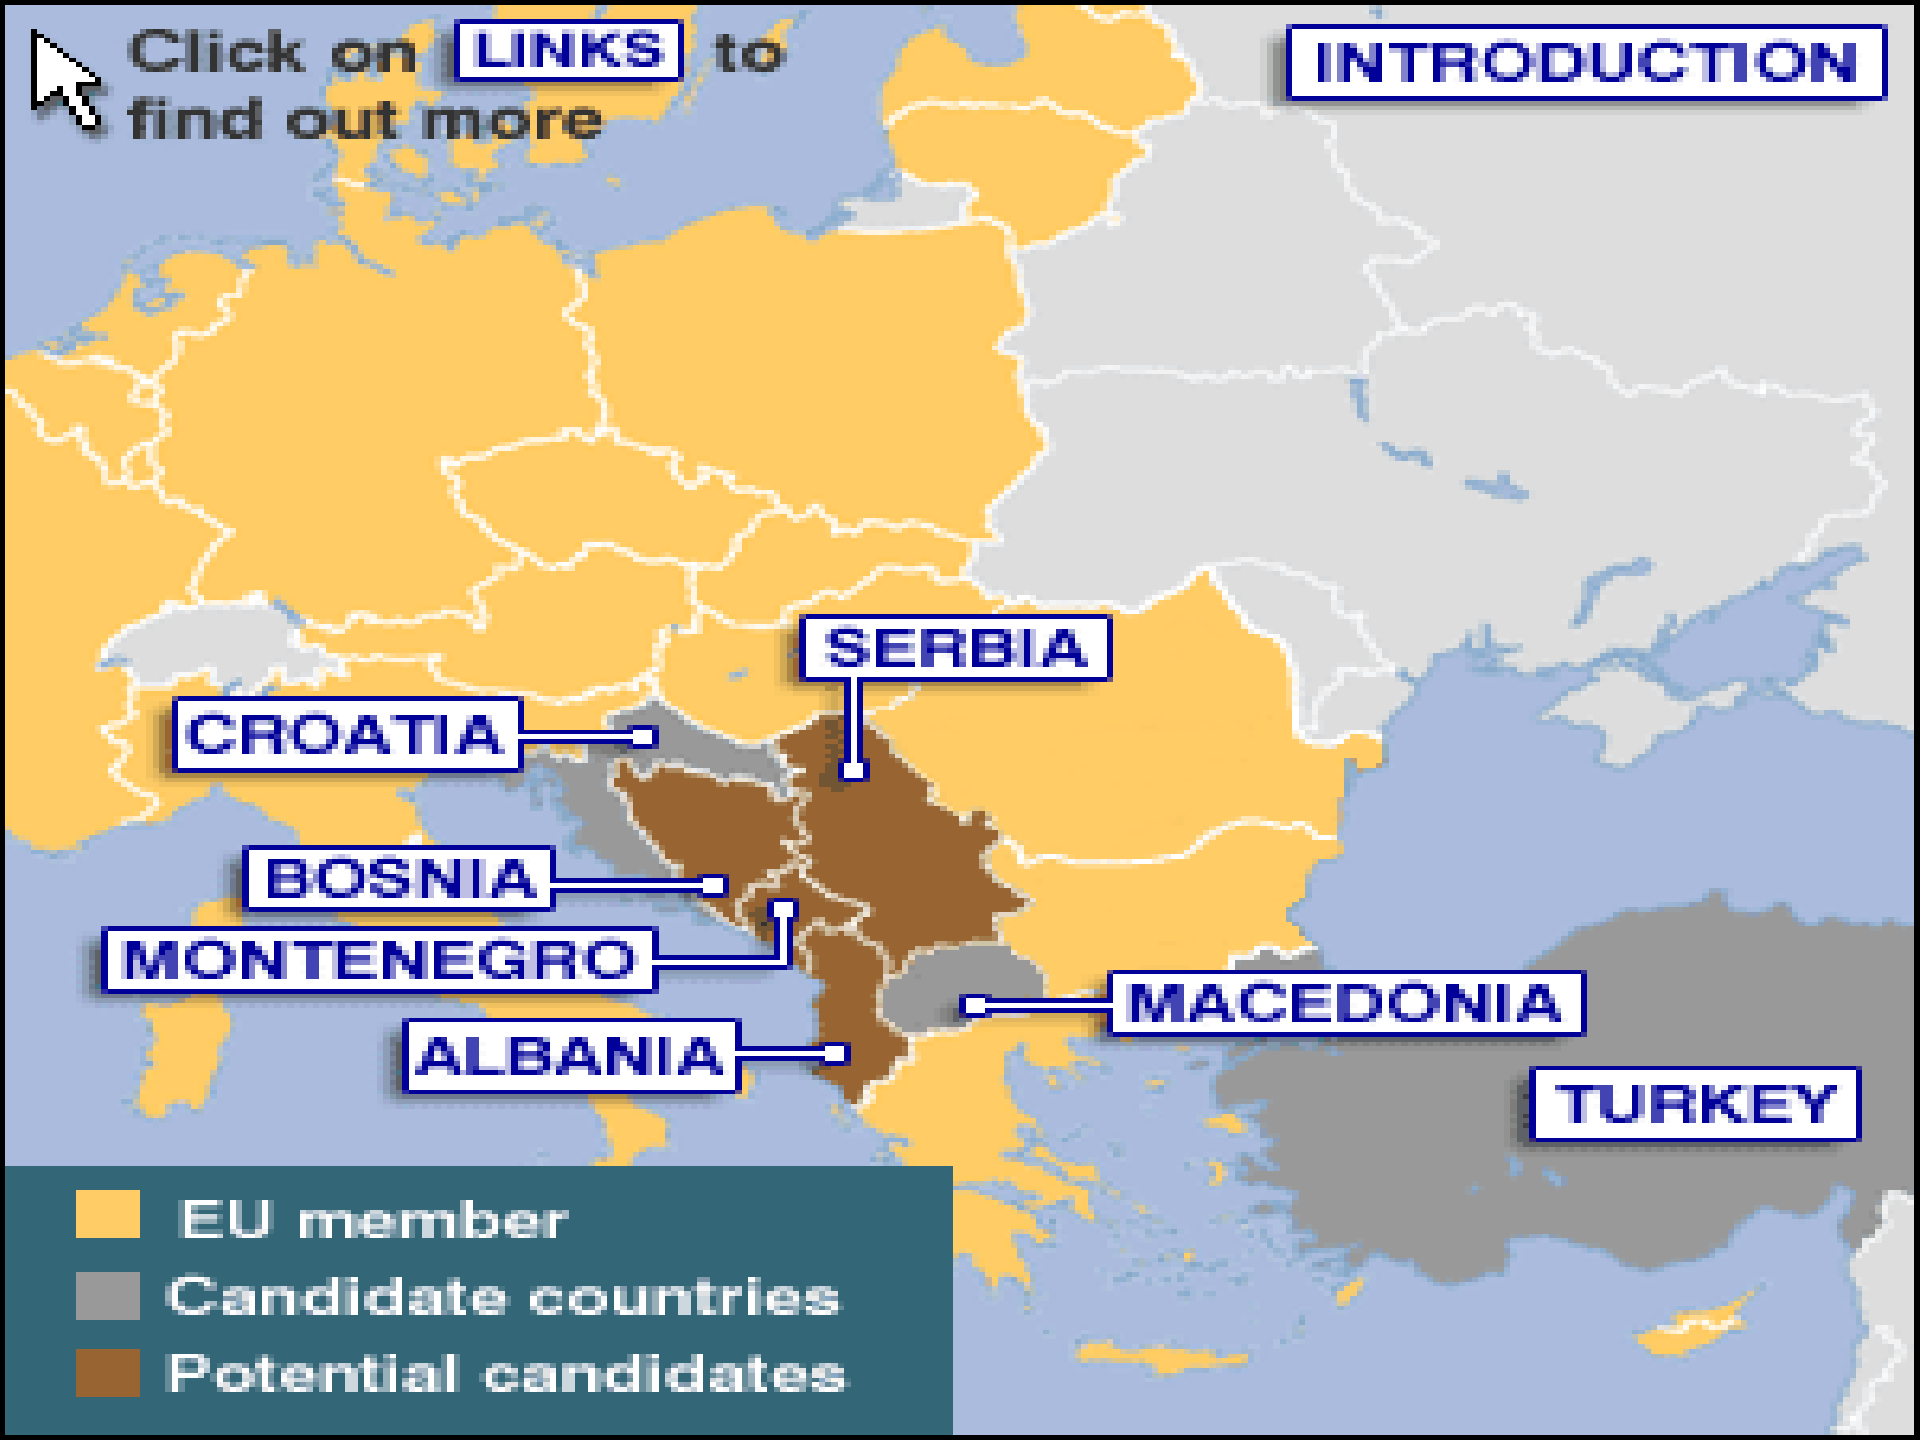 Click on LINKS to
find out more
INTRODUCTION
SERBIA
CROATIA
BOSNIA
MONTENEGRO
MACEDONIA
ALBANIA
TURKEY
EU member
Candidate countries
Potential candidates